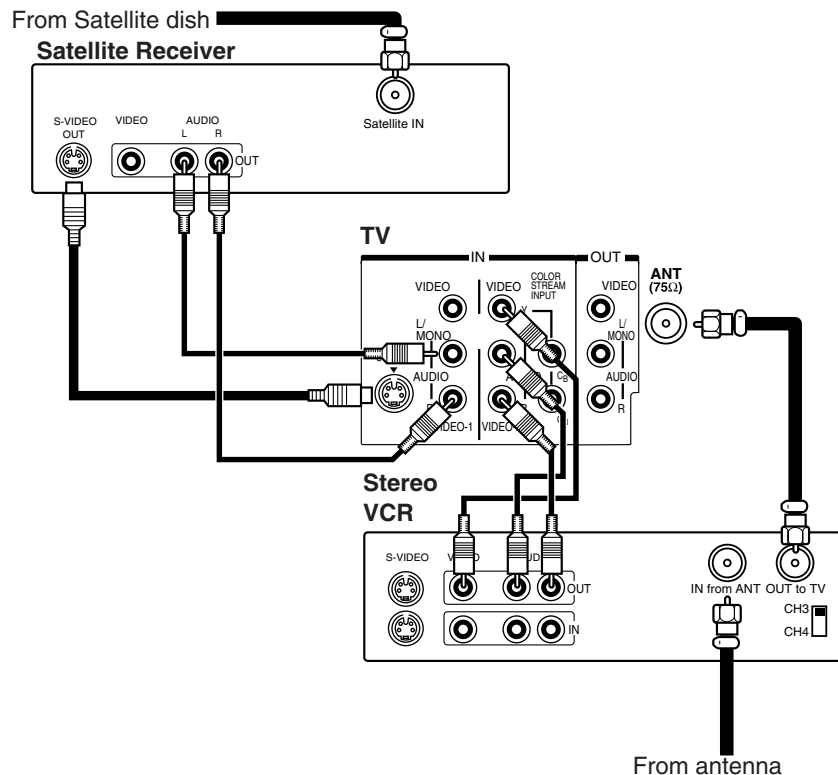 From Satellite dish
Satellite Receiver
S-VIDEO
OUT
VIDEO
AUDIO
L
R
OUT
Satellite IN
TV
IN
OUT
VIDEO
L/
MONO
AUDIO
VIDEO
COLOR
STREAM
INPUT
Y
CB
VIDEO
L/
MONO
AUDIO
R
ANT
(75Ω)
Stereo
VCR
S-VIDEO
OUT
IN
IN from ANT
OUT to TV
CH3
CH4
From antenna